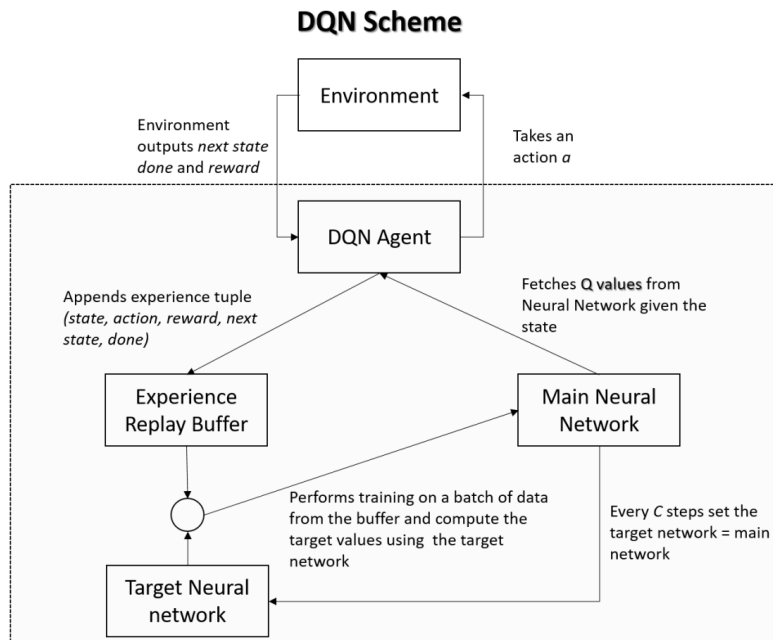 DQN Scheme
Environment
Environment
outputs next state
done and reward
Takes an
action a
DQN Agent
Appends experience tuple
(state, action, reward, next
state, done)
Fetches Q values from
Neural Network given the
state
Experience
Replay Buffer
Main Neural
Network
Performs training on a batch of data
from the buffer and compute the
target values using the target
network
Every C steps set the
target network = main
network
Target Neural
network